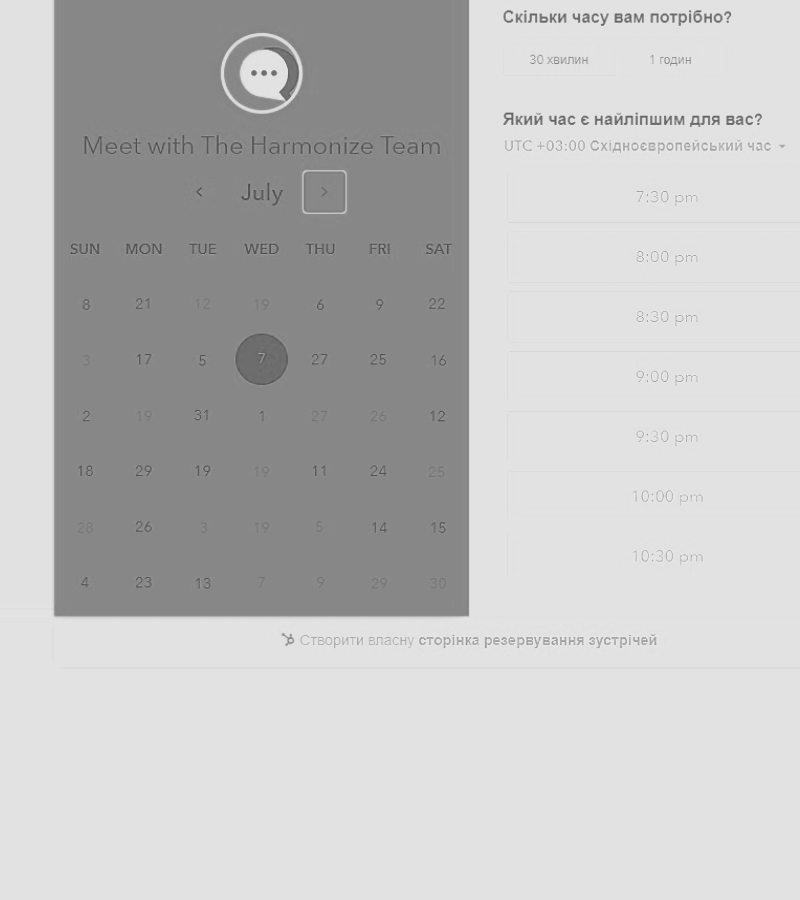 Meet with The Harmonize Team
July
SUN MON TUE WED THU FRI SAT
8 21 12 19 6 9 22
3 17 5 7 27 25 16
2 19 31 1 27 26 12
18 29 19 19 11 24 25
28 26 3 19 5 14 15
4 23 13 7 9 29 30
Скільки часу вам потрібно?
30 хвилин 1 годин
Який час є найліпшим для вас?
UTC +03:00 Східноєвропейський час
7:30 pm
8:00 pm
8:30 pm
9:00 pm
9:30 pm
10:00 pm
10:30 pm
Створити власну сторінка резервування зустрічей